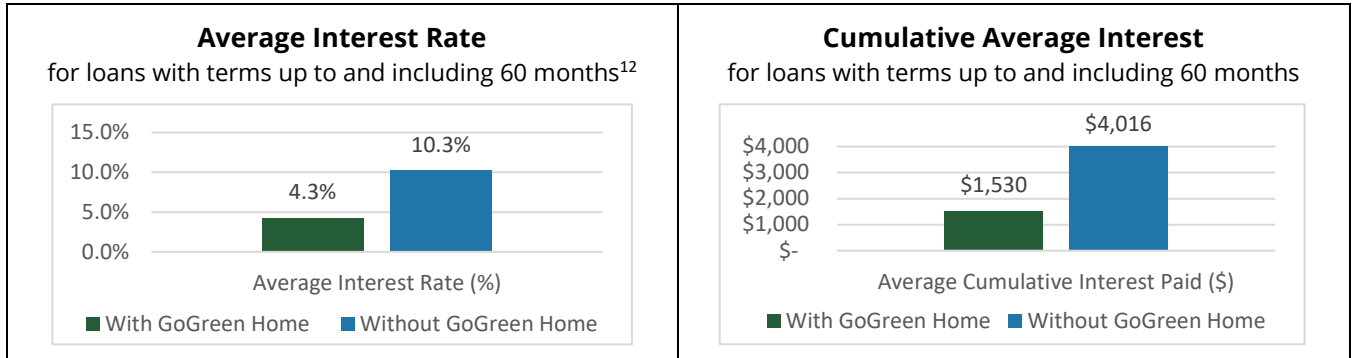 Average Interest Rate
for loans with terms up to and including 60 months¹²
15.0%
10.0%
5.0%
0.0%
4.3%
10.3%
Average Interest Rate (%)
With GoGreen Home Without GoGreen Home
Cumulative Average Interest
for loans with terms up to and including 60 months
$4,000
$3,000
$2,000
$1,000
$-
$1,530
$4,016
Average Cumulative Interest Paid ($)
With GoGreen Home Without GoGreen Home